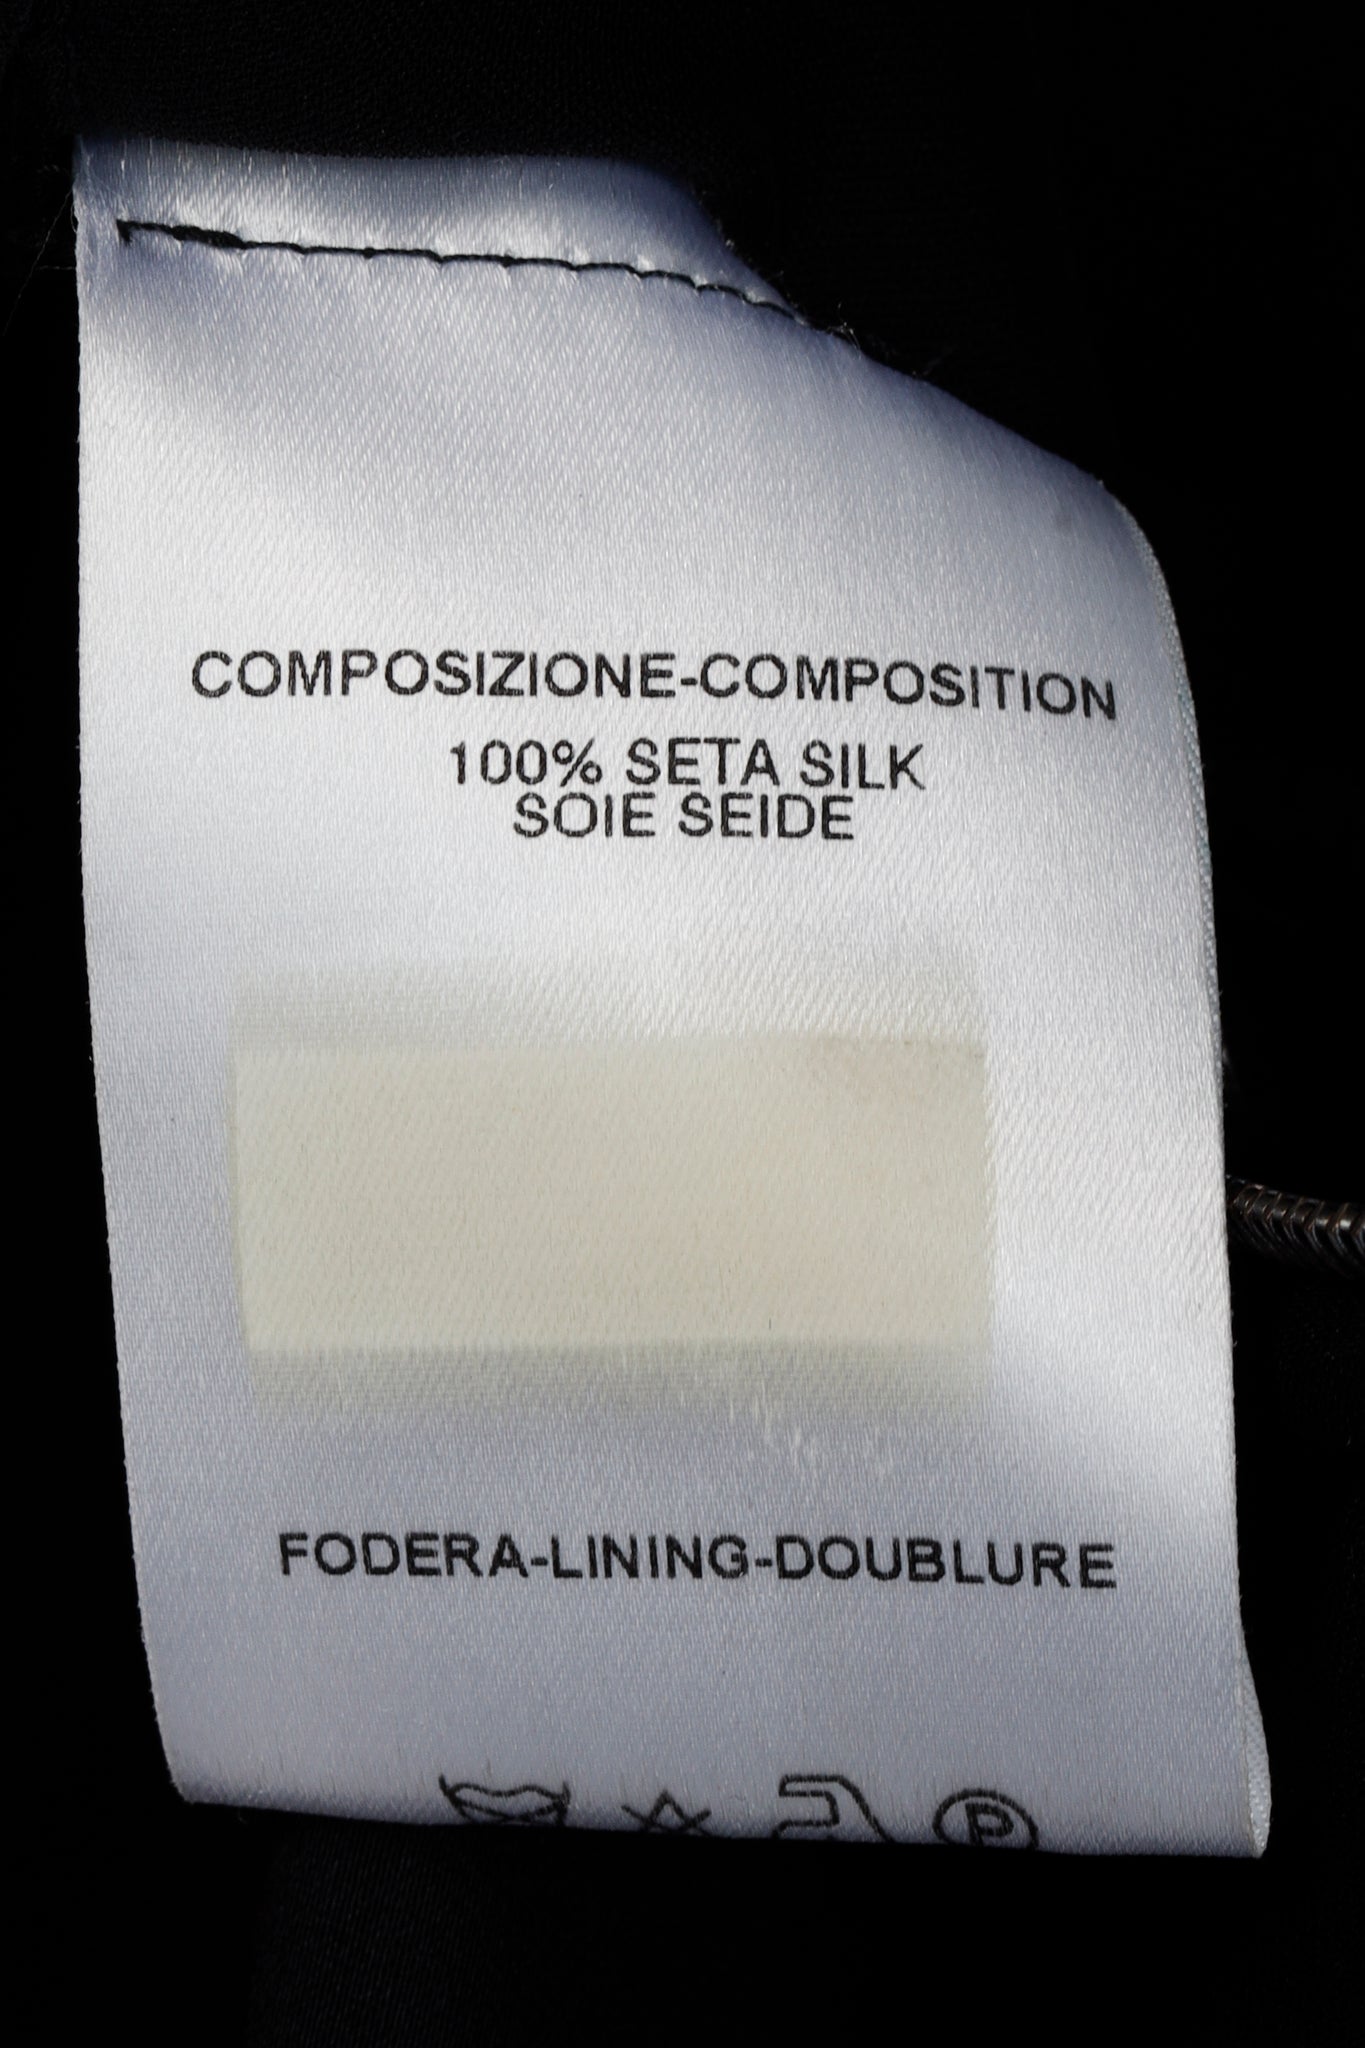 COMPOSIZIONE-COMPOSITION
100% SETA SILK
SOIE SEIDE
FODERA-LINING-DOUBLURE
P